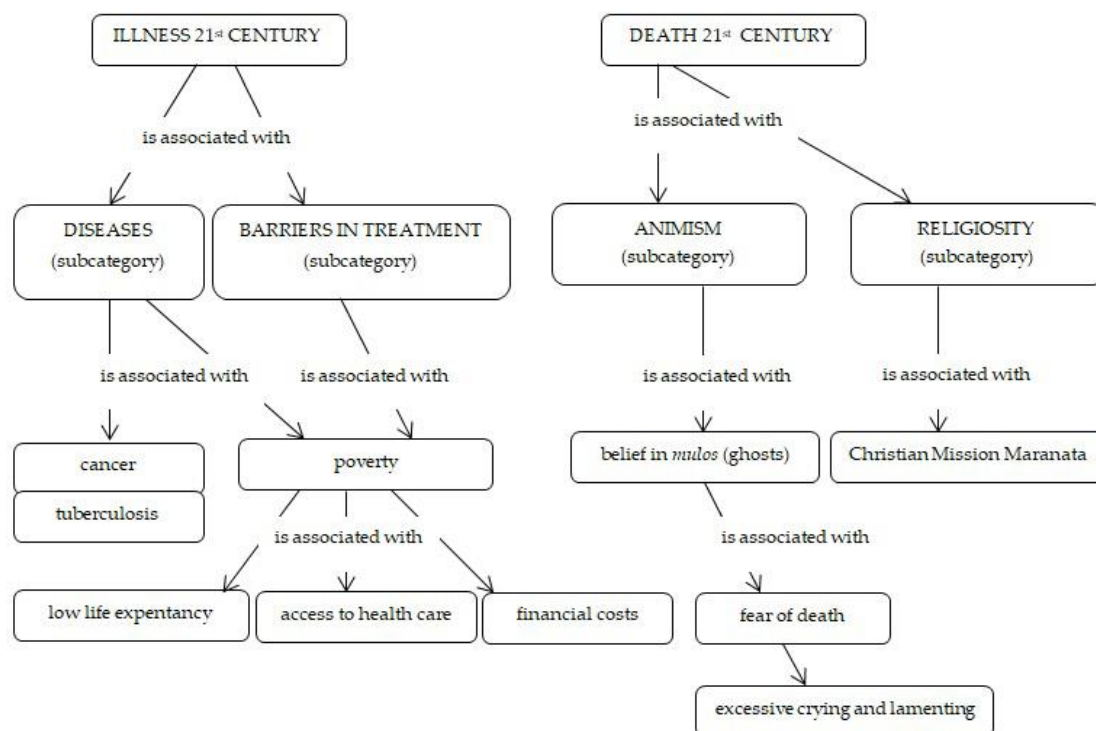 ILLNESS 21st CENTURY
DEATH 21st CENTURY
is associated with
is associated with
DISEASES
(subcategory)
BARRIERS IN TREATMENT
(subcategory)
ANIMISM
(subcategory)
RELIGIOSITY
(subcategory)
is associated with
is associated with
is associated with
is associated with
cancer
tuberculosis
poverty
belief in mulos (ghosts)
Christian Mission Maranata
is associated with
is associated with
low life expentancy
access to health care
financial costs
fear of death
excessive crying and lamenting